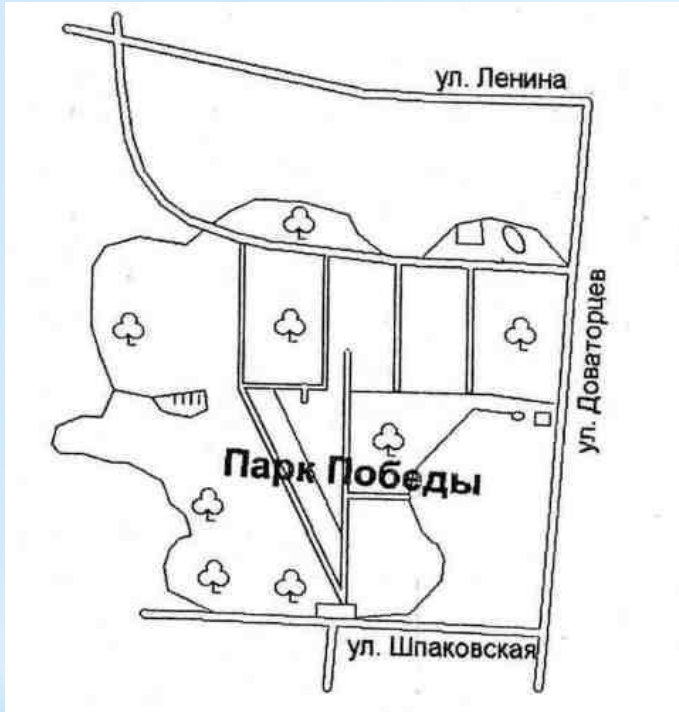 ул. Ленина
ул. Доваторцев
Парк Победы
ул. Шпаковская